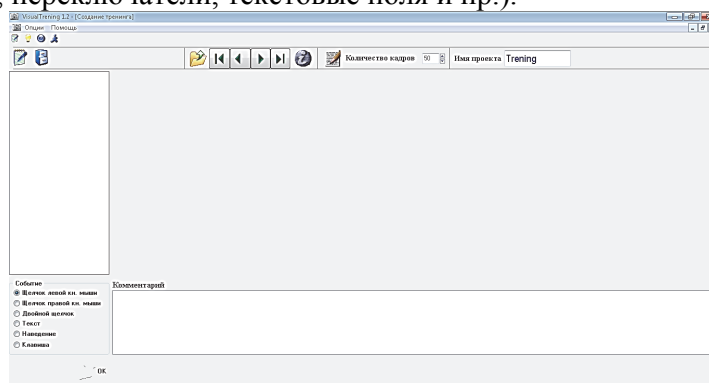 , переключатели, текстовые поля и пр.).
VisualTrening 1.2 - [Создание тренинга]
Опции Помощь
Количество кадров 50 Имя проекта Trening
Событие
Щелчок левой кн. мыши
Щелчок правой кн. мыши
Двойной щелчок
Текст
Наведение
Клавиша
Комментарий
OK